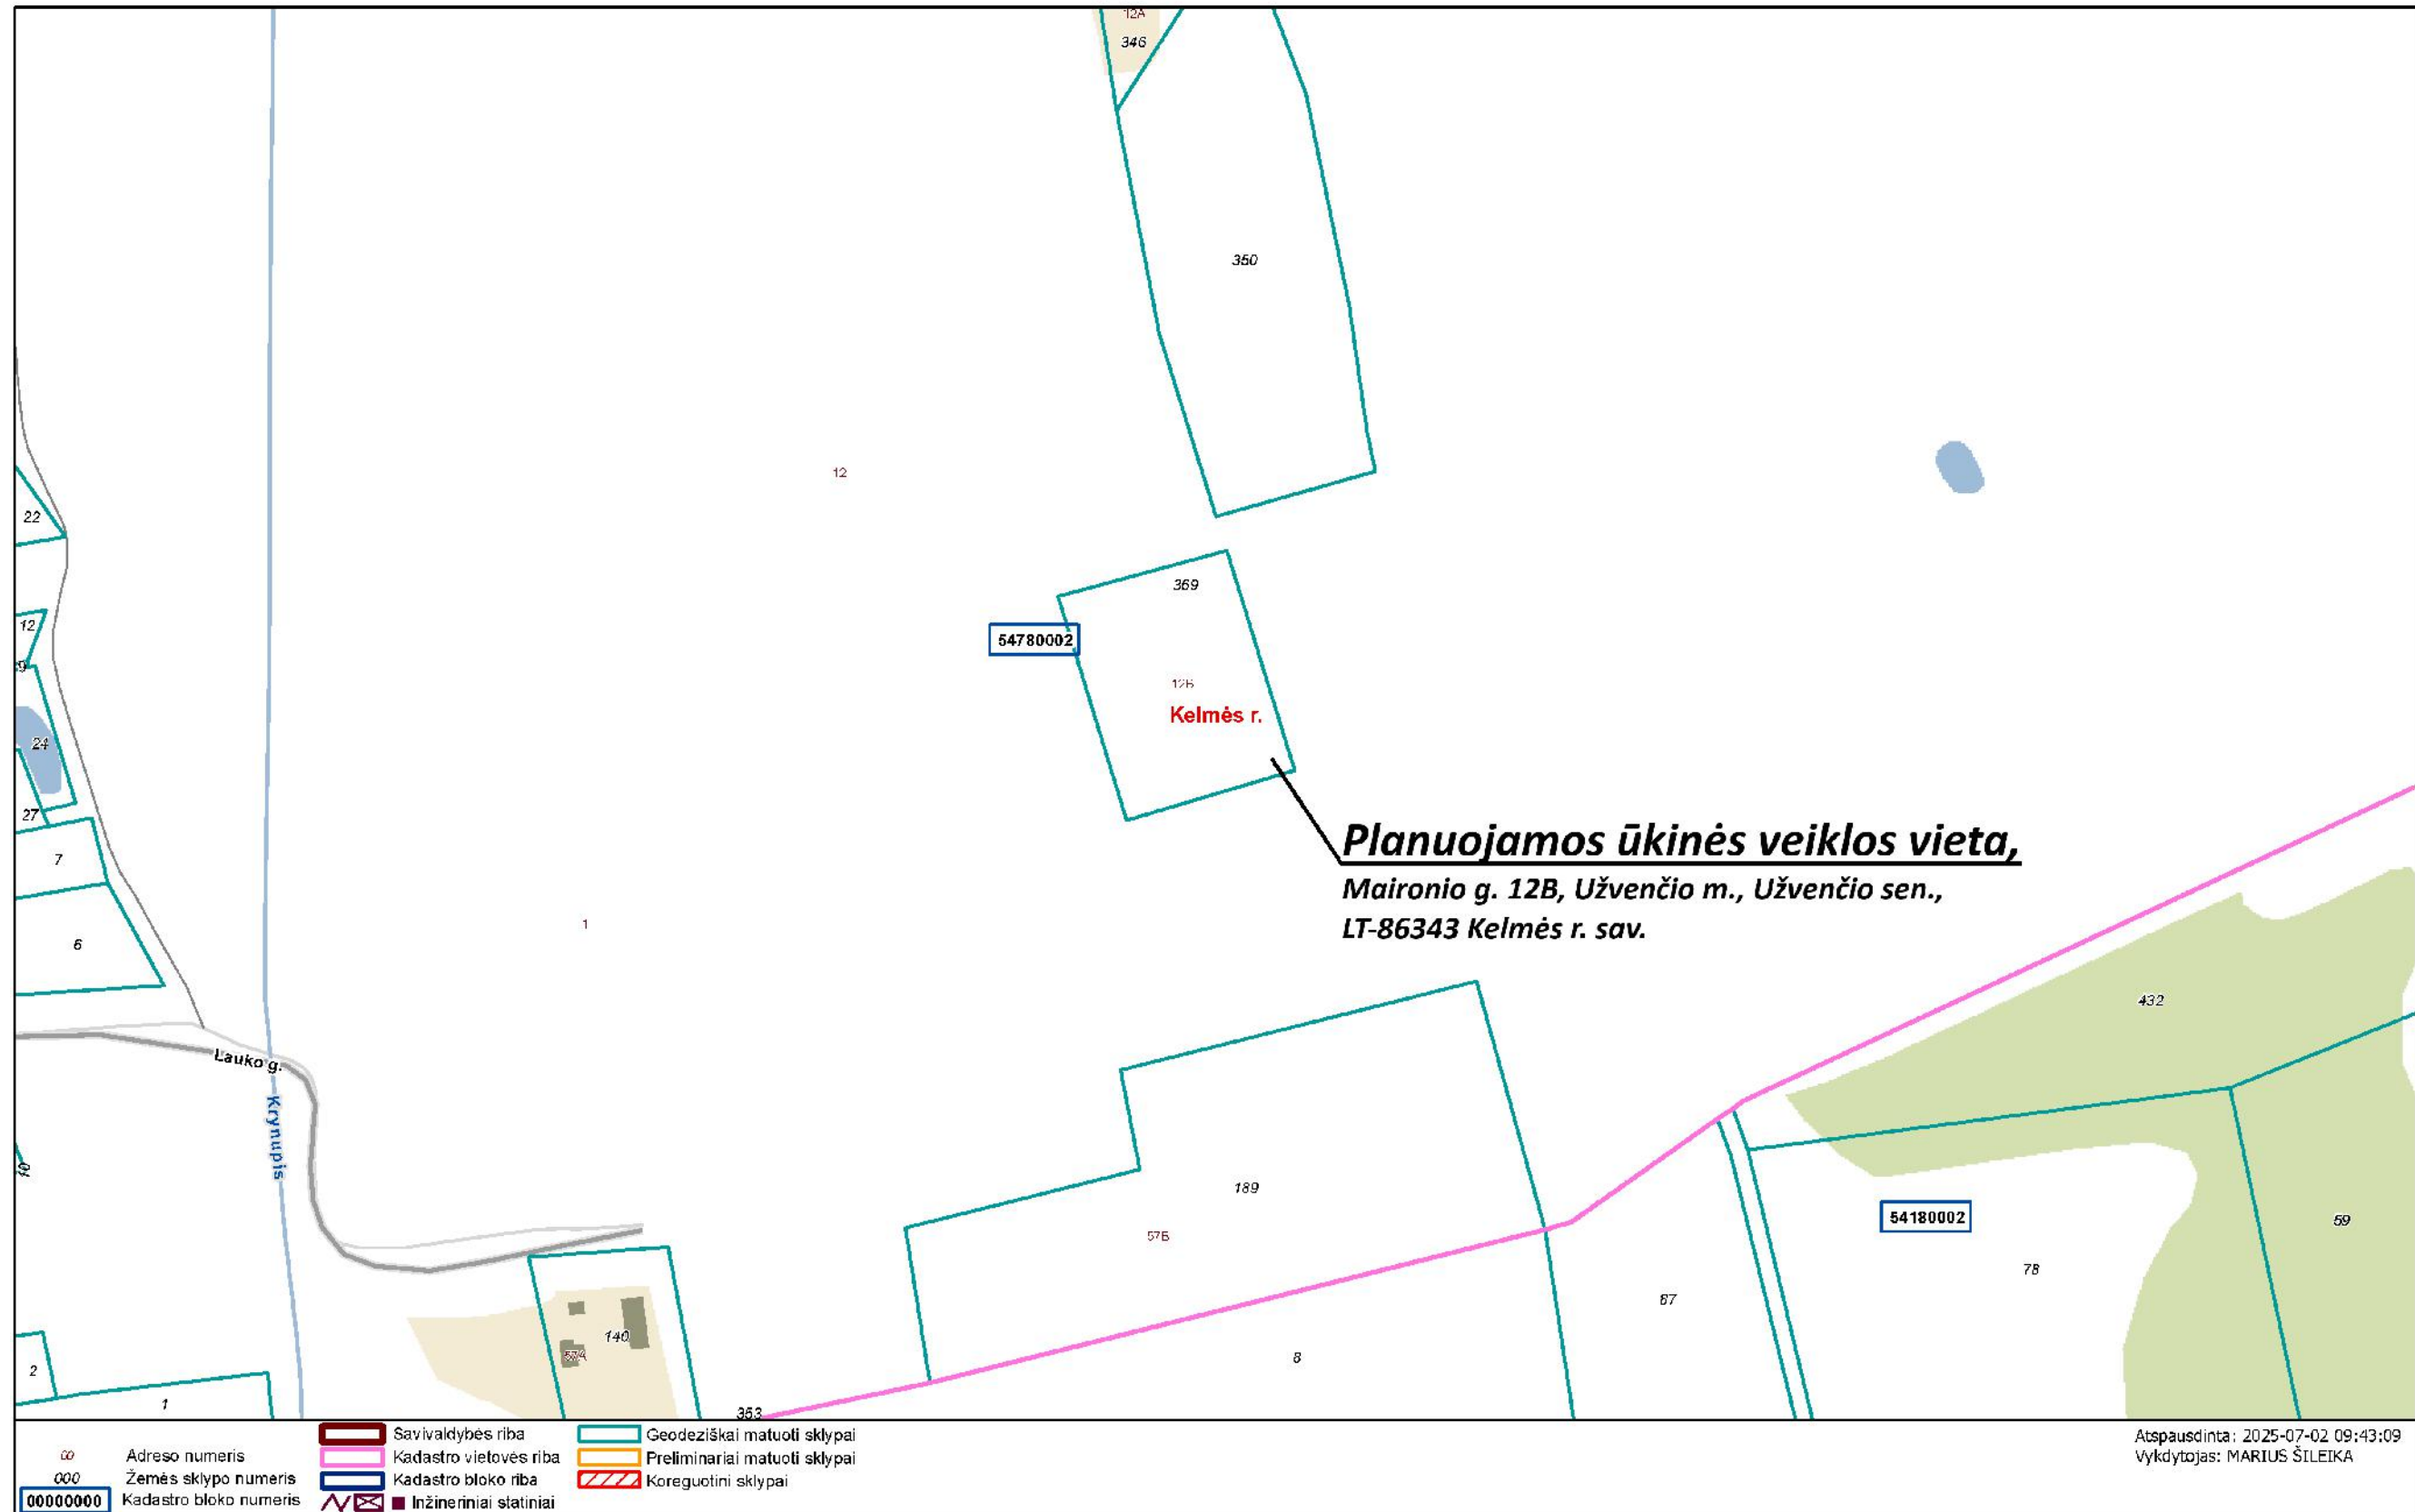 12A
346
350
12
22
369
12
54780002
9
12B
Kelmės r.
24
27
Planuojamos ūkinės veiklos vieta,
7
Maironio g. 12B, Užvenčio m., Užvenčio sen.,
LT-86343 Kelmės r. sav.
1
6
432
Lauko g.
Krynupis
189
54180002
59
57B
78
87
140
57A
8
2
1
353
Savivaldybės riba
Geodeziškai matuoti sklypai
Atspausdinta: 2025-07-02 09:43:09
00 Adreso numeris
Kadastro vietovės riba
Preliminariai matuoti sklypai
Vykdytojas: MARIUS ŠILEIKA
000 Žemės sklypo numeris
Kadastro bloko riba
Koreguotini sklypai
00000000 Kadastro bloko numeris
Inžineriniai statiniai